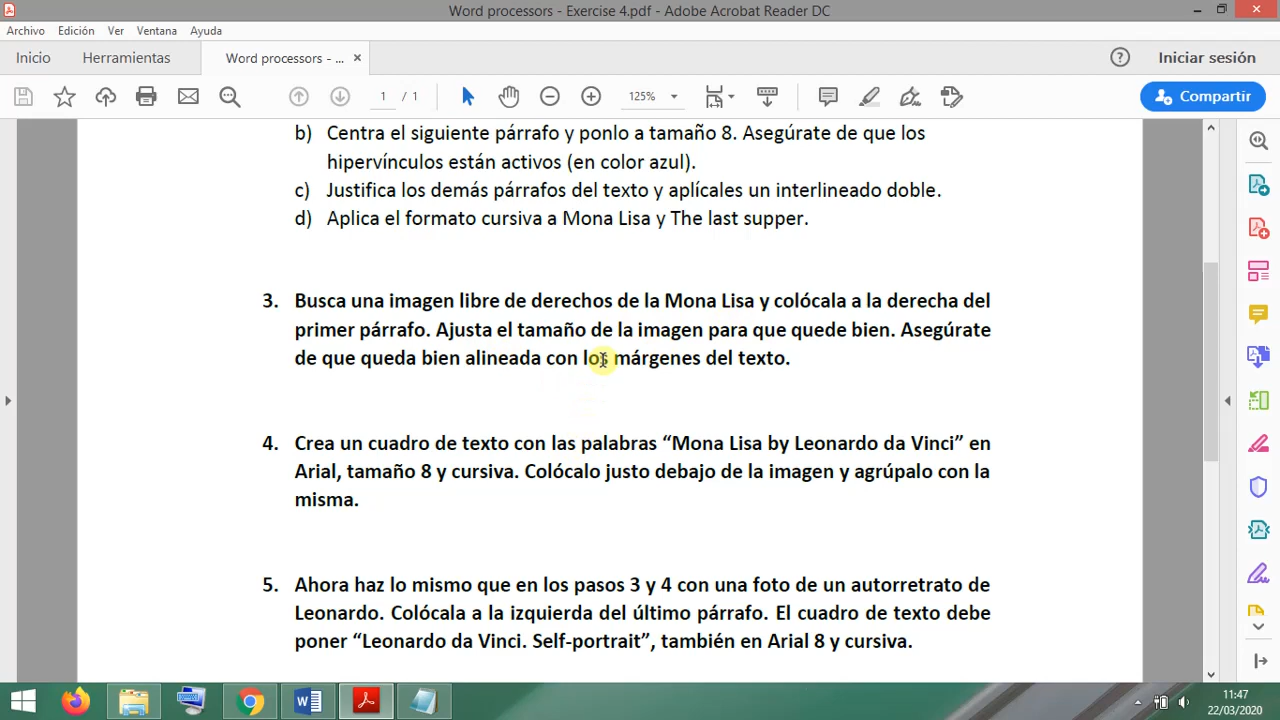 Word processors - Exercise 4.pdf - Adobe Acrobat Reader DC
Archivo Edición Ver Ventana Ayuda
Inicio Herramientas Word processors - ... × Iniciar sesión
1 / 1 125% Compartir
b) Centra el siguiente párrafo y ponlo a tamaño 8. Asegúrate de que los
hipervínculos están activos (en color azul).
c) Justifica los demás párrafos del texto y aplícales un interlineado doble.
d) Aplica el formato cursiva a Mona Lisa y The last supper.
3. Busca una imagen libre de derechos de la Mona Lisa y colócala a la derecha del
primer párrafo. Ajusta el tamaño de la imagen para que quede bien. Asegúrate
de que queda bien alineada con los márgenes del texto.
4. Crea un cuadro de texto con las palabras “Mona Lisa by Leonardo da Vinci” en
Arial, tamaño 8 y cursiva. Colócalo justo debajo de la imagen y agrúpalo con la
misma.
5. Ahora haz lo mismo que en los pasos 3 y 4 con una foto de un autorretrato de
Leonardo. Colócala a la izquierda del último párrafo. El cuadro de texto debe
poner “Leonardo da Vinci. Self-portrait”, también en Arial 8 y cursiva.
11:47
22/03/2020